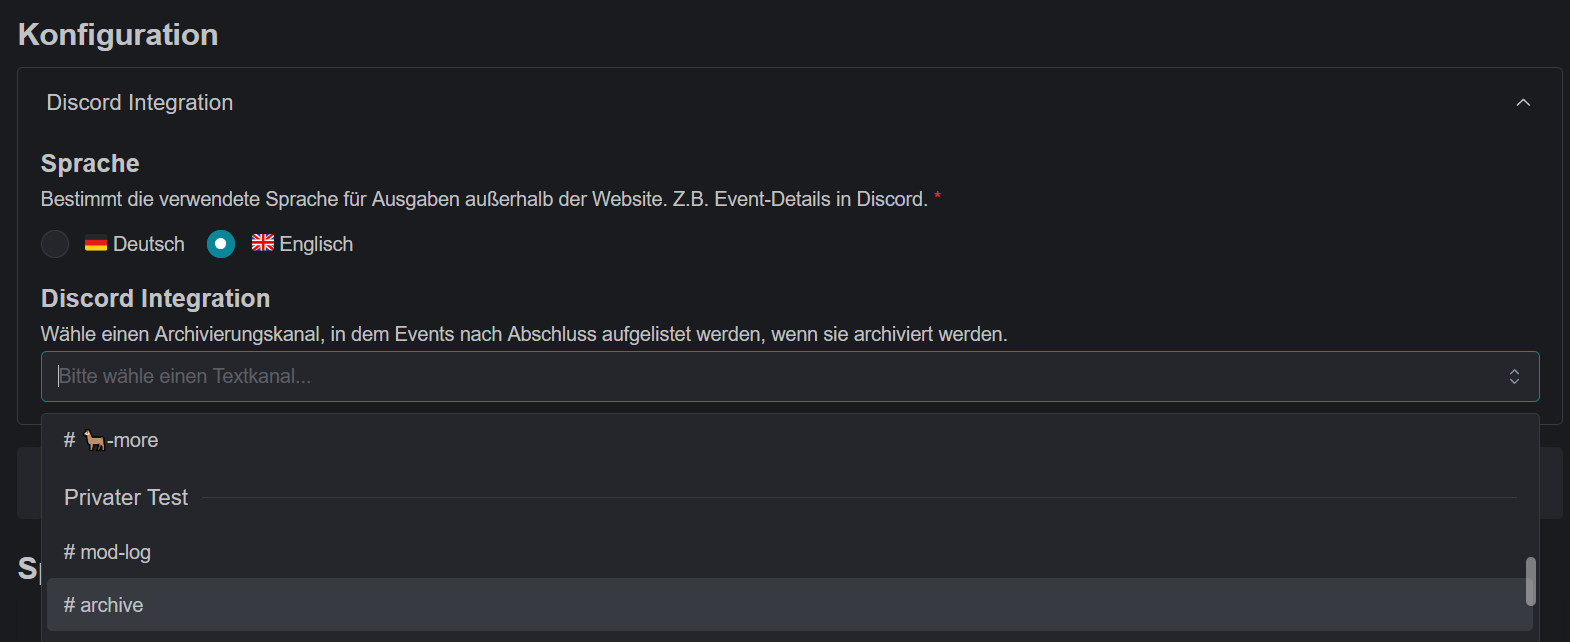 Konfiguration
Discord Integration
Sprache
Bestimmt die verwendete Sprache für Ausgaben außerhalb der Website. Z.B. Event-Details in Discord. *
Deutsch Englisch
Discord Integration
Wähle einen Archivierungskanal, in dem Events nach Abschluss aufgelistet werden, wenn sie archiviert werden.
Bitte wähle einen Textkanal...
# 🐕-more
Privater Test
# mod-log
# archive